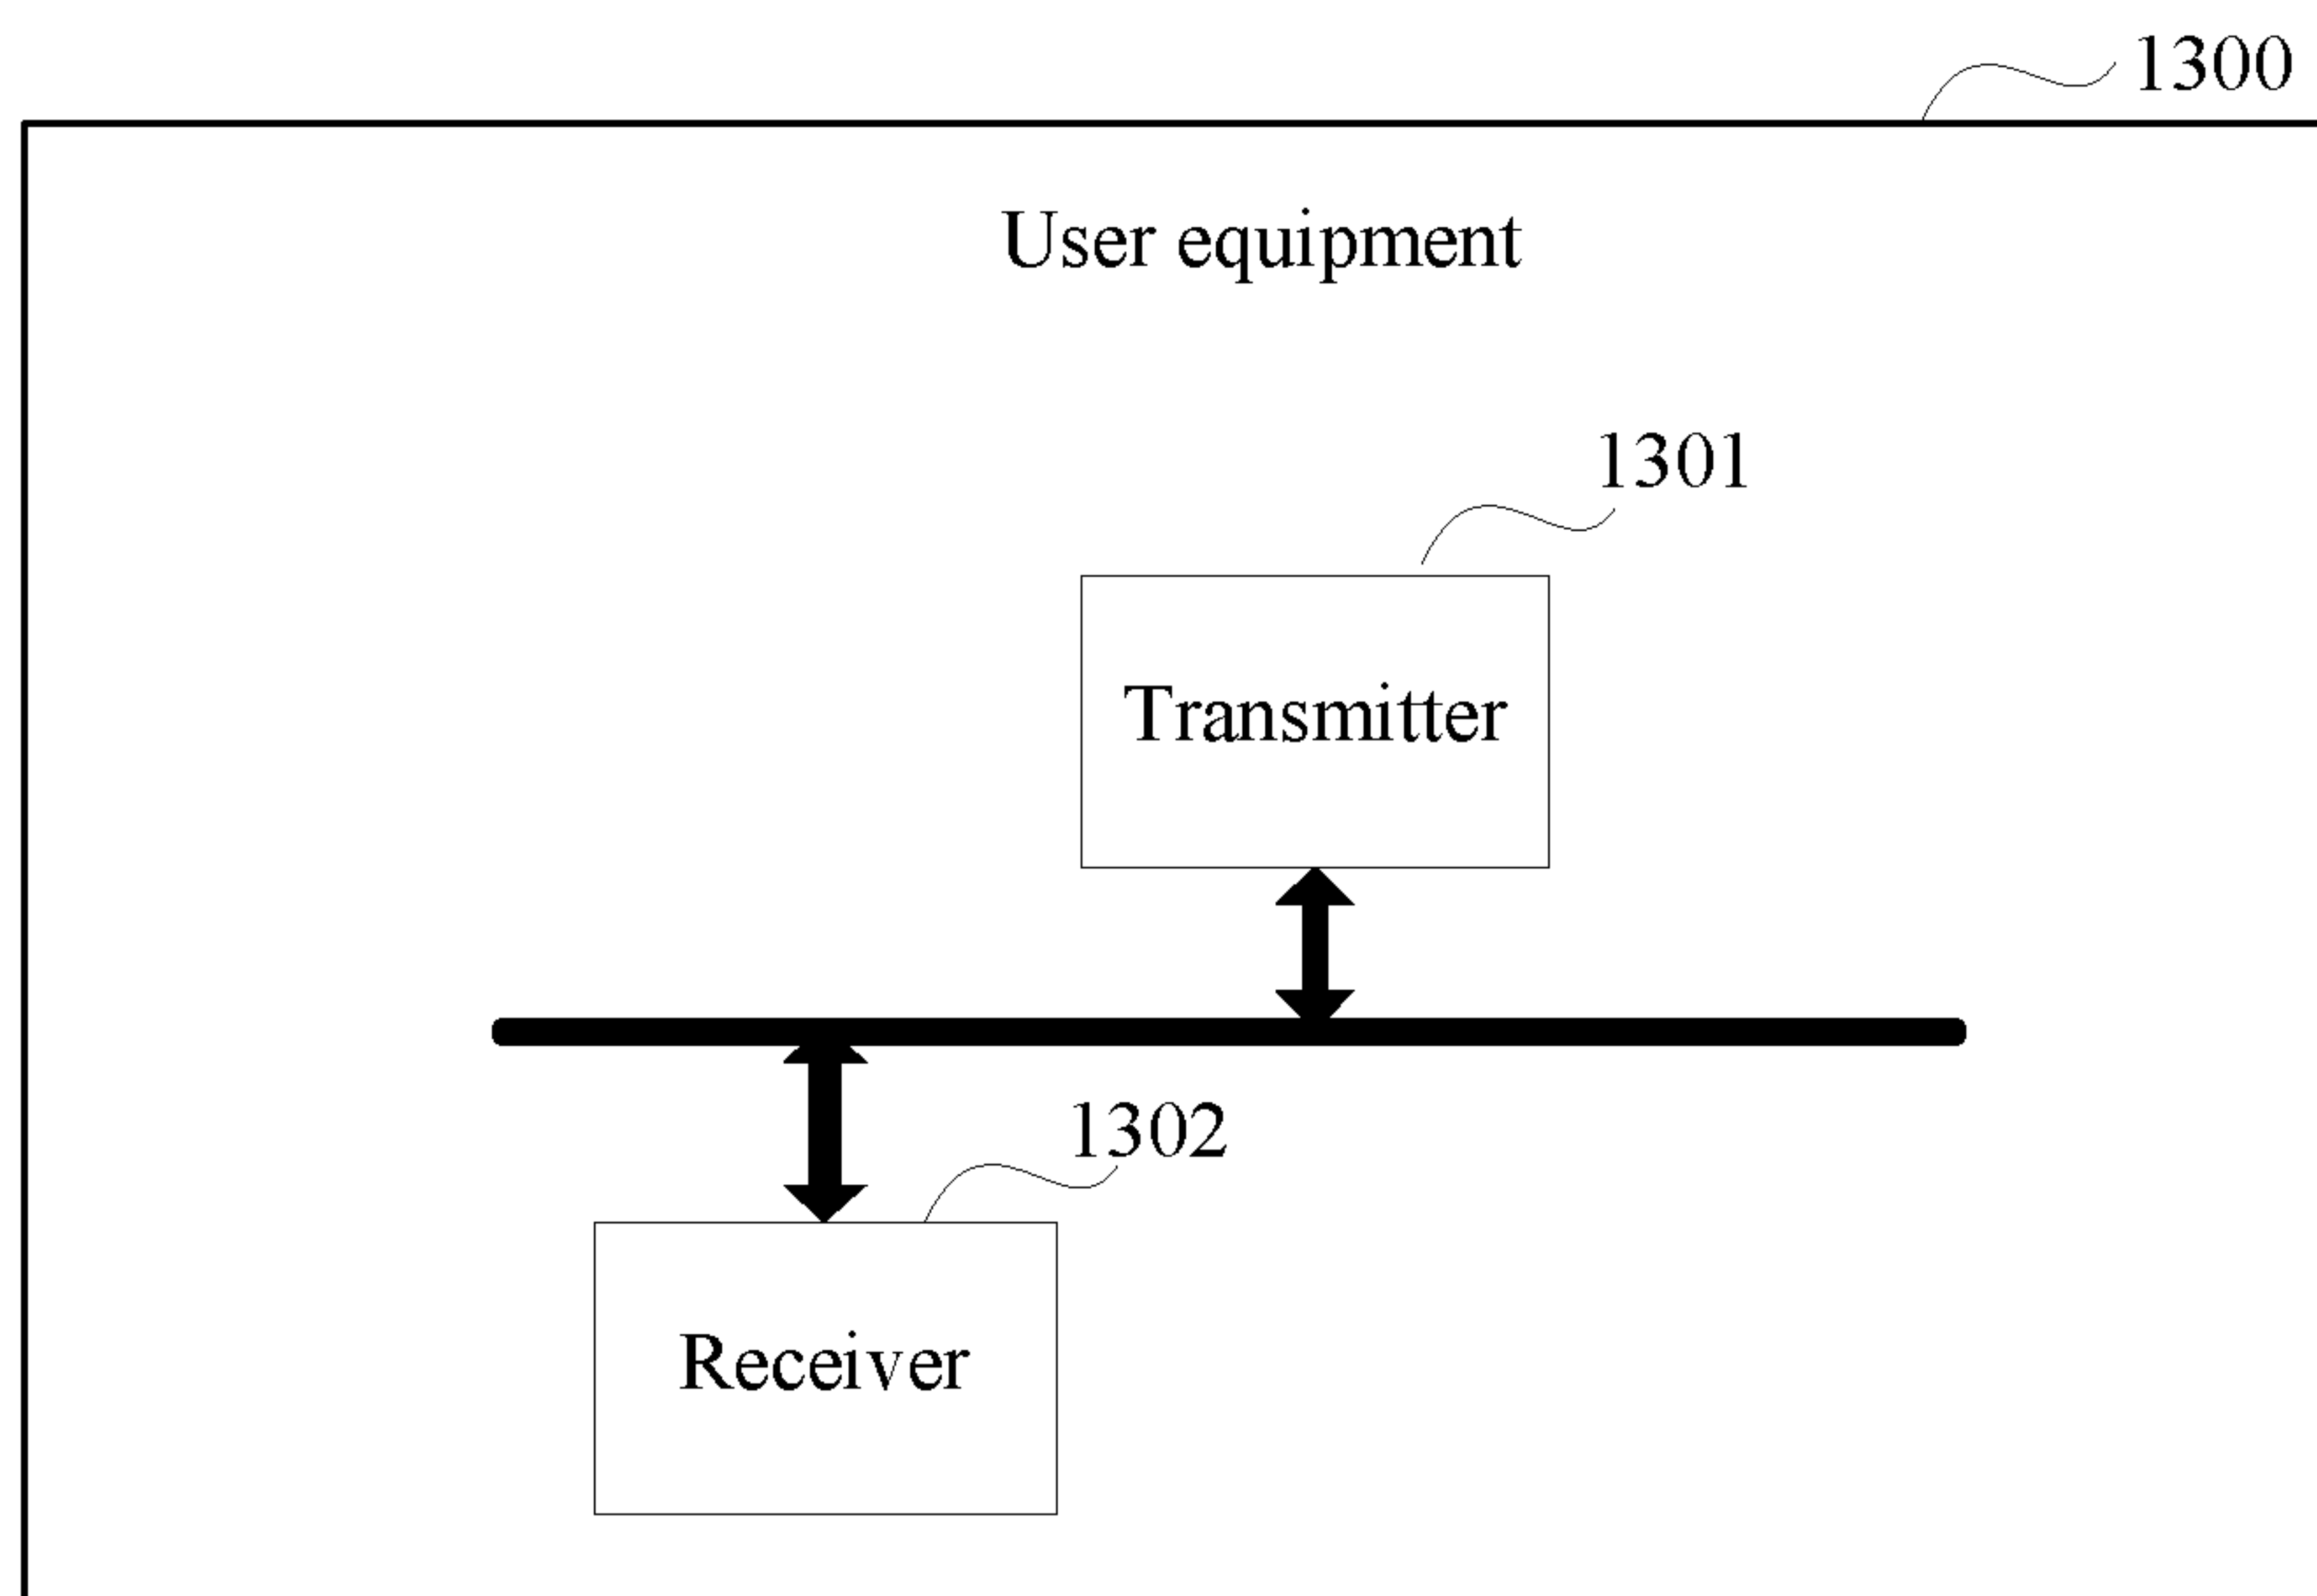 1300
User equipment
1301
Transmitter
1302
Receiver